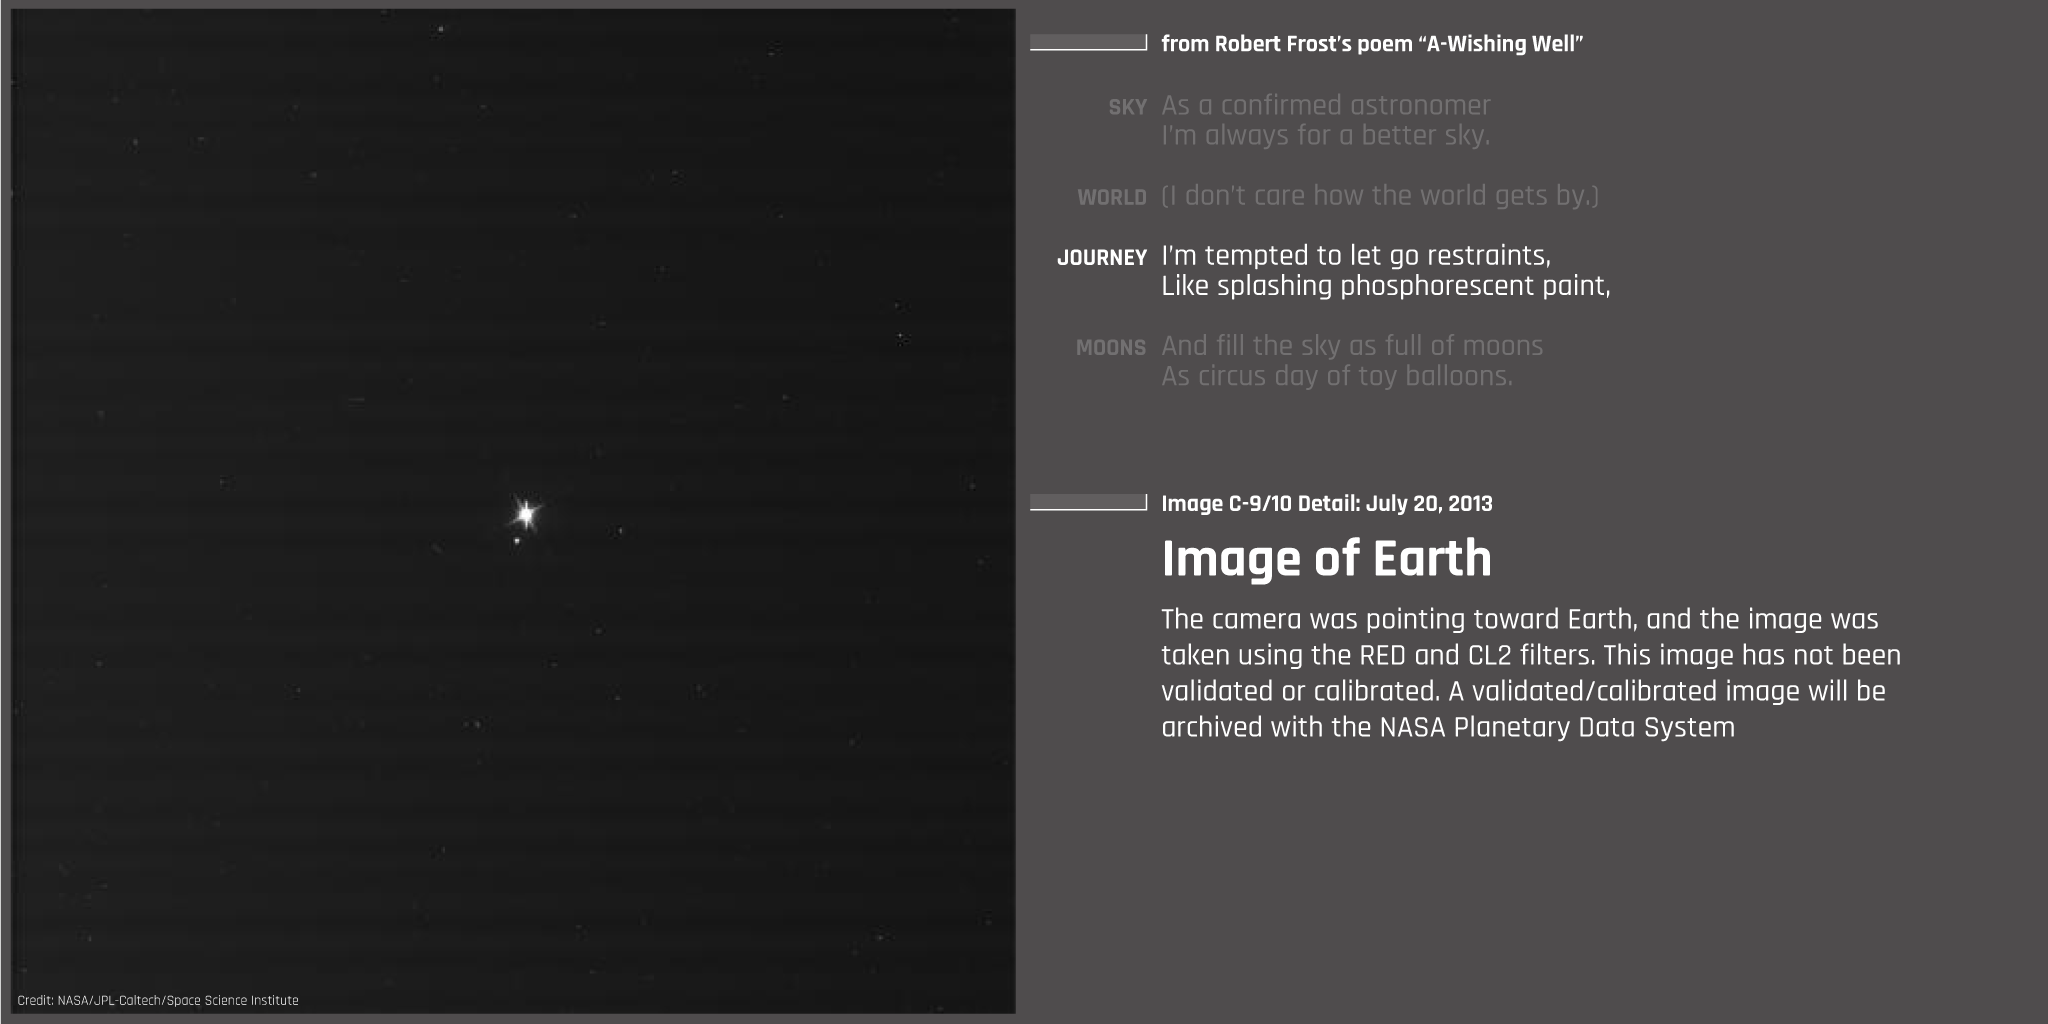 from Robert Frost’s poem “A-Wishing Well”
SKY As a confirmed astronomer
I’m always for a better sky.
WORLD (I don’t care how the world gets by.)
JOURNEY I’m tempted to let go restraints,
Like splashing phosphorescent paint,
MOONS And fill the sky as full of moons
As circus day of toy balloons.
Image C-9/10 Detail: July 20, 2013
Image of Earth
The camera was pointing toward Earth, and the image was
taken using the RED and CL2 filters. This image has not been
validated or calibrated. A validated/calibrated image will be
archived with the NASA Planetary Data System
Credit: NASA/JPL-Caltech/Space Science Institute